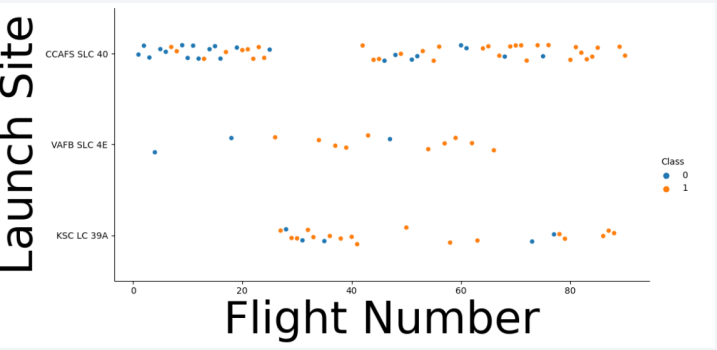 Launch Site
CCAFS SLC 40
VAFB SLC 4E
KSC LC 39A
0 20 40 60 80
Flight Number
Class
0
1